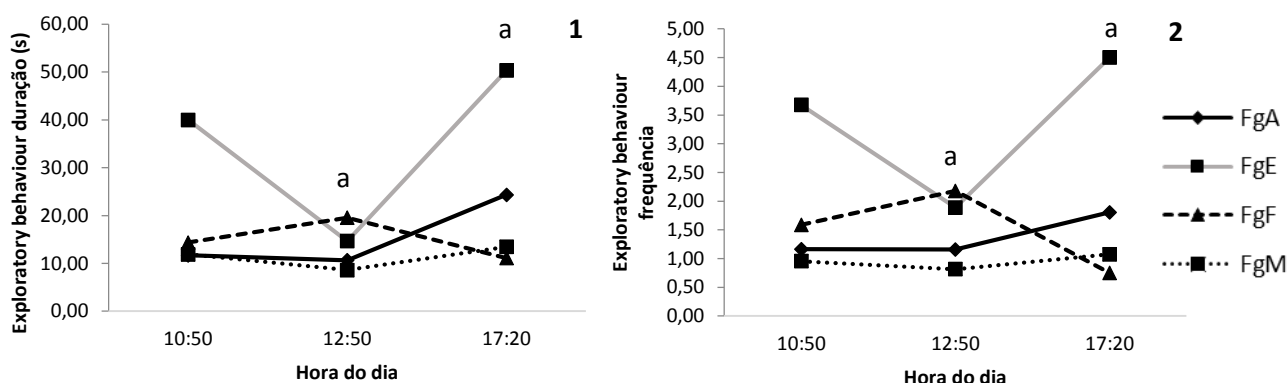 Exploratory behaviour duração (s)
60,00
50,00
40,00
30,00
20,00
10,00
0,00
a
a
1
10:50
12:50
17:20
Hora do dia
Exploratory behaviour
frequência
5,00
4,50
4,00
3,50
3,00
2,50
2,00
1,50
1,00
0,50
0,00
a
a
2
10:50
12:50
17:20
Hora do dia
FgA
FgE
FgF
FgM